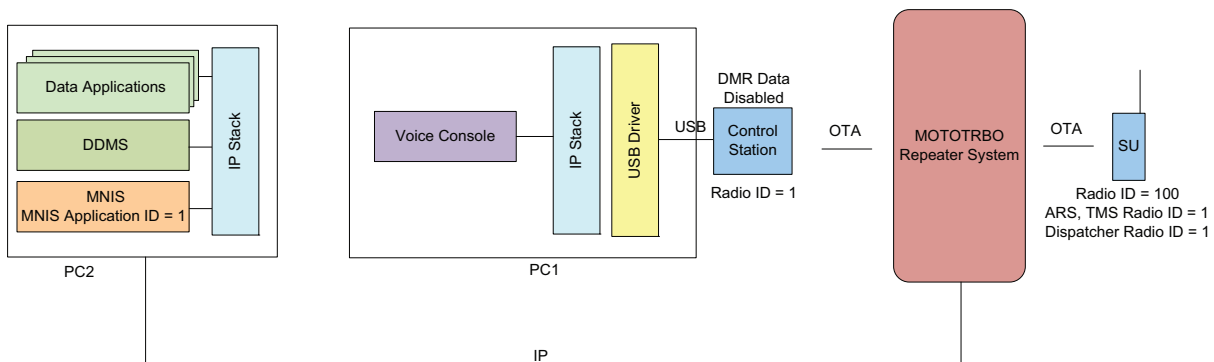 Data Applications
DDMS
MNIS
MNIS Application ID = 1
IP Stack
PC2
Voice Console
IP Stack
USB Driver
PC1
USB
DMR Data
Disabled
Control
Station
Radio ID = 1
OTA
MOTOTRBO
Repeater System
OTA
SU
Radio ID = 100
ARS, TMS Radio ID = 1
Dispatcher Radio ID = 1
IP